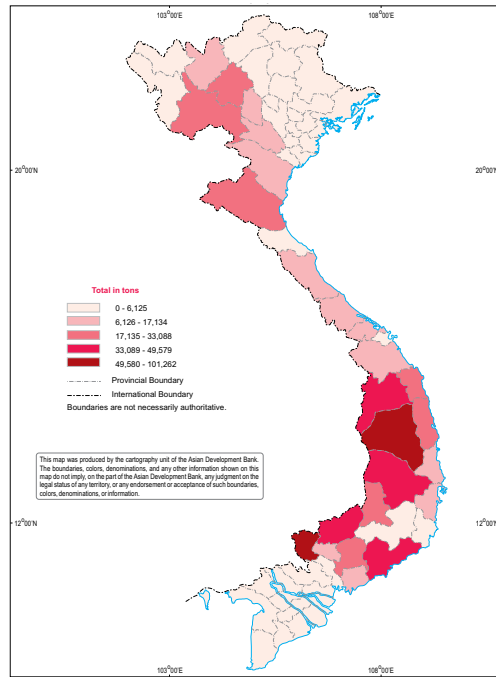 103°00'E 108°00'E
20°00'N 20°00'N
Total in tons
0 - 6,125
6,126 - 17,134
17,135 - 33,088
33,089 - 49,579
49,580 - 101,262
Provincial Boundary
International Boundary
Boundaries are not necessarily authoritative.
This map was produced by the cartography unit of the Asian Development Bank.
The boundaries, colors, denominations, and any other information shown on this
map do not imply, on the part of the Asian Development Bank, any judgment on the
legal status of any territory, or any endorsement or acceptance of such boundaries,
colors, denominations, or information.
12°00'N 12°00'N
103°00'E 108°00'E